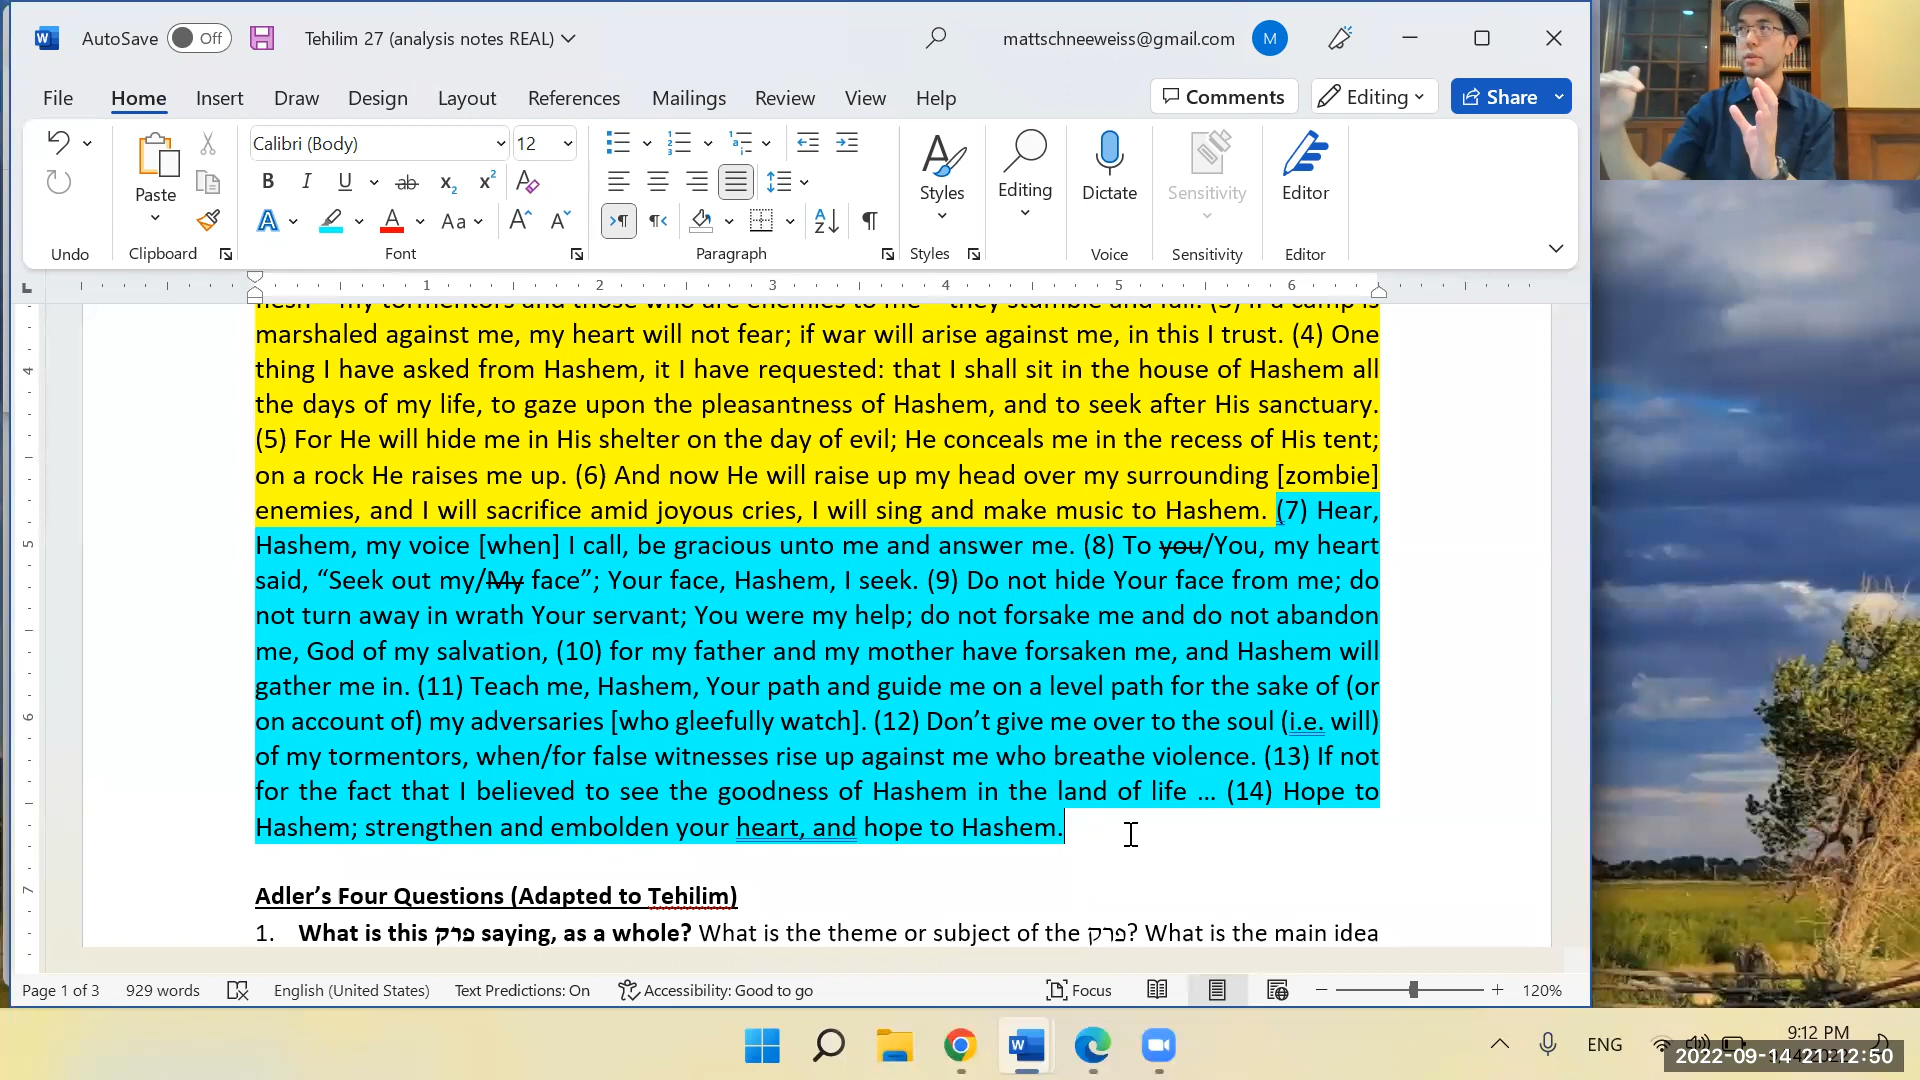 AutoSave Off Tehilim 27 (analysis notes REAL) mattschneeweiss@gmail.com M
File Home Insert Draw Design Layout References Mailings Review View Help Comments Editing Share
Calibri (Body) 12
Paste Styles Editing Dictate Sensitivity Editor
Undo Clipboard Font Paragraph Styles Voice Sensitivity Editor
1 2 3 4 5 6
marshaled against me, my heart will not fear; if war will arise against me, in this I trust. (4) One
thing I have asked from Hashem, it I have requested: that I shall sit in the house of Hashem all
the days of my life, to gaze upon the pleasantness of Hashem, and to seek after His sanctuary.
(5) For He will hide me in His shelter on the day of evil; He conceals me in the recess of His tent;
on a rock He raises me up. (6) And now He will raise up my head over my surrounding [zombie]
enemies, and I will sacrifice amid joyous cries, I will sing and make music to Hashem. (7) Hear,
Hashem, my voice [when] I call, be gracious unto me and answer me. (8) To you/You, my heart
said, “Seek out my/My face”; Your face, Hashem, I seek. (9) Do not hide Your face from me; do
not turn away in wrath Your servant; You were my help; do not forsake me and do not abandon
me, God of my salvation, (10) for my father and my mother have forsaken me, and Hashem will
gather me in. (11) Teach me, Hashem, Your path and guide me on a level path for the sake of (or
on account of) my adversaries [who gleefully watch]. (12) Don’t give me over to the soul (i.e. will)
of my tormentors, when/for false witnesses rise up against me who breathe violence. (13) If not
for the fact that I believed to see the goodness of Hashem in the land of life … (14) Hope to
Hashem; strengthen and embolden your heart, and hope to Hashem.
Adler’s Four Questions (Adapted to Tehilim)
1. What is this פרק saying, as a whole? What is the theme or subject of the פרק? What is the main idea
Page 1 of 3 929 words English (United States) Text Predictions: On Accessibility: Good to go Focus 120%
ENG 9:12 PM
2022-09-14 21:12:50